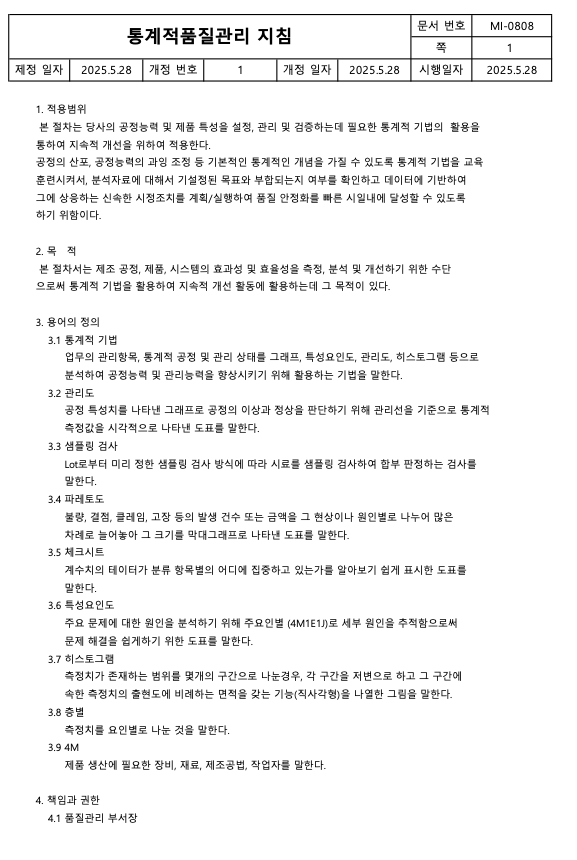 통계적품질관리 지침
문서 번호 MI-0808
쪽 1
제정 일자 2025.5.28 개정 번호 1 개정 일자 2025.5.28 시행일자 2025.5.28
1. 적용범위
본 절차는 당사의 공정능력 및 제품 특성을 설정, 관리 및 검증하는데 필요한 통계적 기법의 활용을
통하여 지속적 개선을 위하여 적용한다.
공정의 산포, 공정능력의 과잉 조정 등 기본적인 통계적인 개념을 가질 수 있도록 통계적 기법을 교육
훈련시켜서, 분석자료에 대해서 기설정된 목표와 부합되는지 여부를 확인하고 데이터에 기반하여
그에 상응하는 신속한 시정조치를 계획/실행하여 품질 안정화를 빠른 시일내에 달성할 수 있도록
하기 위함이다.
2. 목 적
본 절차서는 제조 공정, 제품, 시스템의 효과성 및 효율성을 측정, 분석 및 개선하기 위한 수단
으로써 통계적 기법을 활용하여 지속적 개선 활동에 활용하는데 그 목적이 있다.
3. 용어의 정의
3.1 통계적 기법
업무의 관리항목, 통계적 공정 및 관리 상태를 그래프, 특성요인도, 관리도, 히스토그램 등으로
분석하여 공정능력 및 관리능력을 향상시키기 위해 활용하는 기법을 말한다.
3.2 관리도
공정 특성치를 나타낸 그래프로 공정의 이상과 정상을 판단하기 위해 관리선을 기준으로 통계적
측정값을 시각적으로 나타낸 도표를 말한다.
3.3 샘플링 검사
Lot로부터 미리 정한 샘플링 검사 방식에 따라 시료를 샘플링 검사하여 합부 판정하는 검사를
말한다.
3.4 파레토도
불량, 결점, 클레임, 고장 등의 발생 건수 또는 금액을 그 현상이나 원인별로 나누어 많은
차례로 늘어놓아 그 크기를 막대그래프로 나타낸 도표를 말한다.
3.5 체크시트
계수치의 테이터가 분류 항목별의 어디에 집중하고 있는가를 알아보기 쉽게 표시한 도표를
말한다.
3.6 특성요인도
주요 문제에 대한 원인을 분석하기 위해 주요인별 (4M1E1J)로 세부 원인을 추적함으로써
문제 해결을 쉽게하기 위한 도표를 말한다.
3.7 히스토그램
측정치가 존재하는 범위를 몇개의 구간으로 나눈경우, 각 구간을 저변으로 하고 그 구간에
속한 측정치의 출현도에 비례하는 면적을 갖는 기능(직사각형)을 나열한 그림을 말한다.
3.8 층별
측정치를 요인별로 나눈 것을 말한다.
3.9 4M
제품 생산에 필요한 장비, 재료, 제조공법, 작업자를 말한다.
4. 책임과 권한
4.1 품질관리 부서장